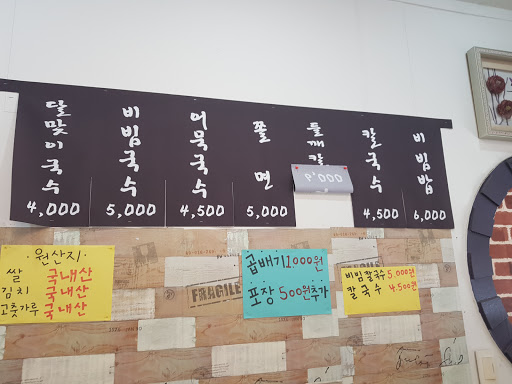 달맞이국수
4,000
비빔국수
5,000
어묵국수
4,500
쫄면
5,000
들깨칼
칼국수
4,500
비빔밥
6,000
·원산지·
쌀 국내산
김치 국내산
고춧가루 국내산
곱배기 1,000원
포장 500원 추가
비빔칼국수 5,000원
칼국수 4,500원
FRAGILE